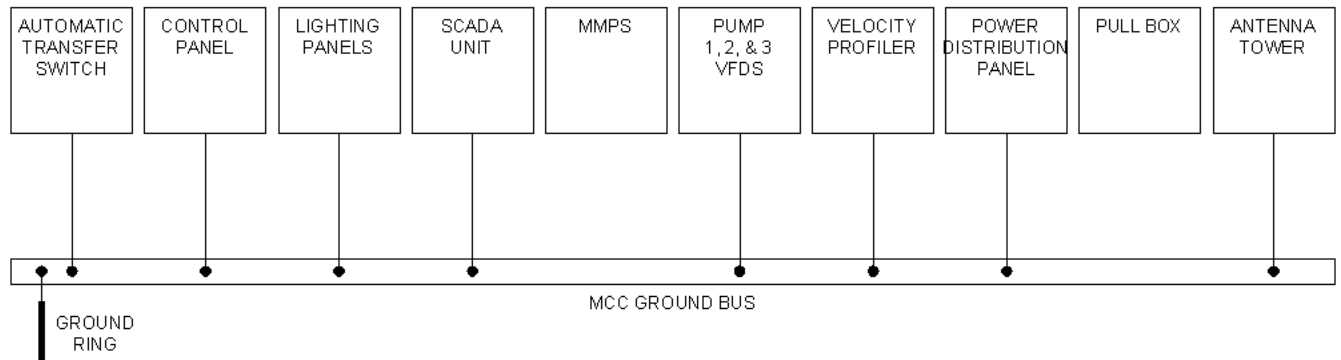 AUTOMATIC
TRANSFER
SWITCH
CONTROL
PANEL
LIGHTING
PANELS
SCADA
UNIT
MMPS
PUMP
1, 2, & 3
VFDS
VELOCITY
PROFILER
POWER
DISTRIBUTION
PANEL
PULL BOX
ANTENNA
TOWER
MCC GROUND BUS
GROUND
RING